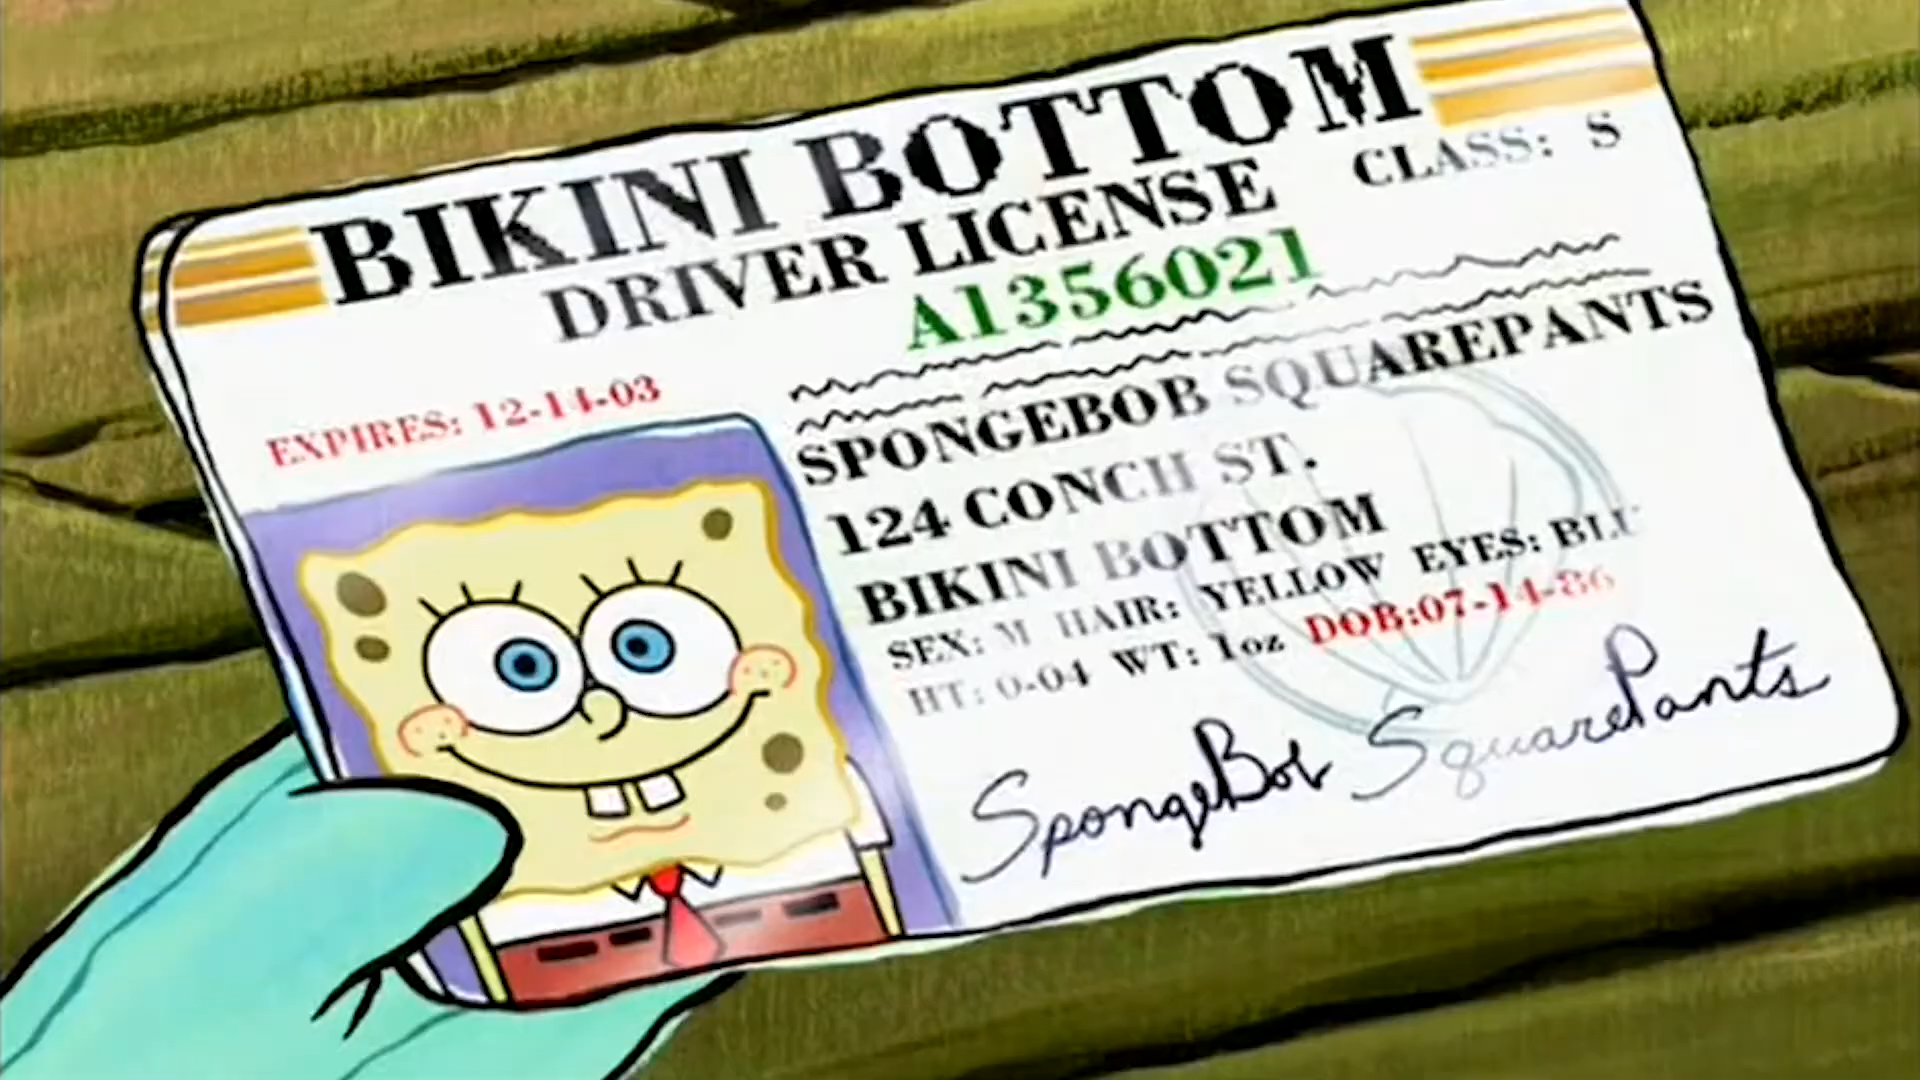 BIKINI BOTTOM
DRIVER LICENSE CLASS: S
A1356021
EXPIRES: 12-14-03
SPONGEBOB SQUAREPANTS
124 CONCH ST.
BIKINI BOTTOM
SEX: M HAIR: YELLOW EYES: BLU
HT: 0-04 WT: 1oz DOB:07-14-86
SpongeBob SquarePants